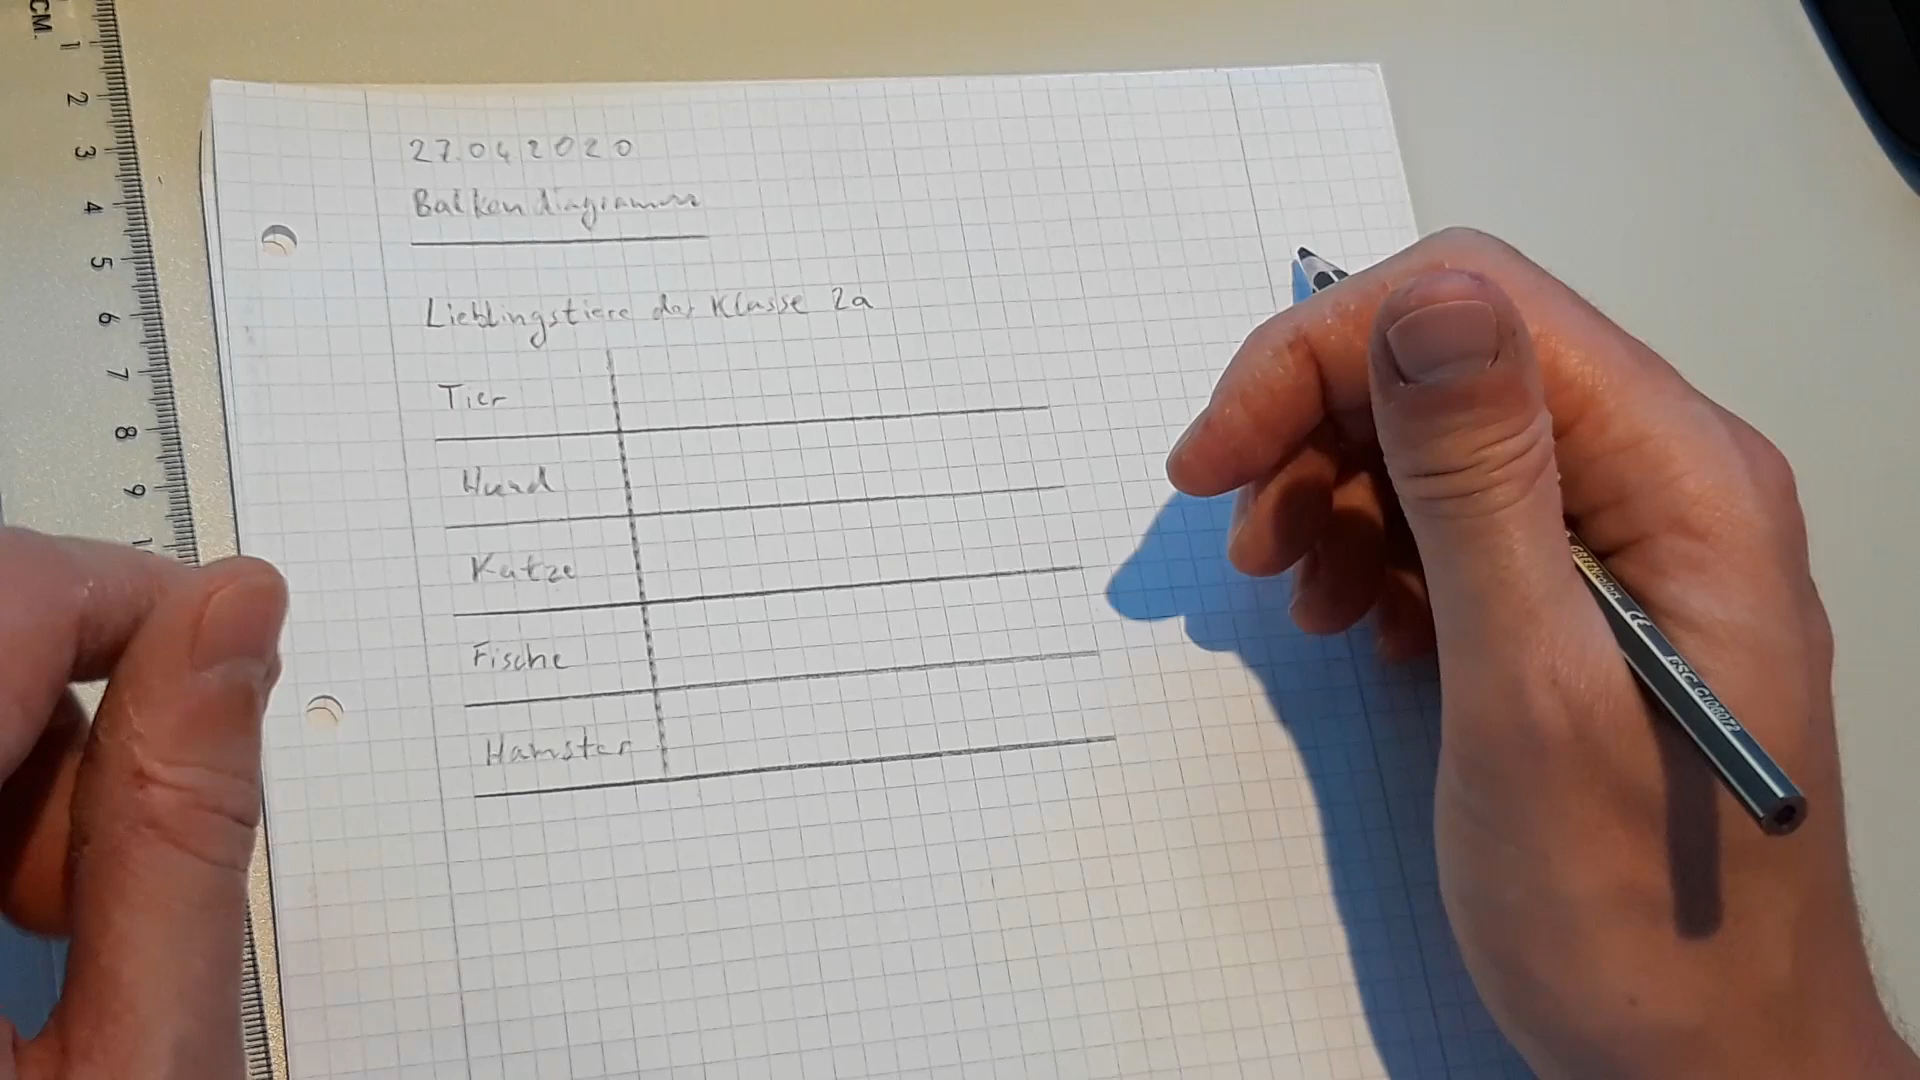 CM.
1
2
3
4
5
6
7
8
9
27.04.2020
Balkendiagramm
Lieblingstiere der Klasse 2a
Tier
Hund
Katze
Fische
Hamster
GREENcolors